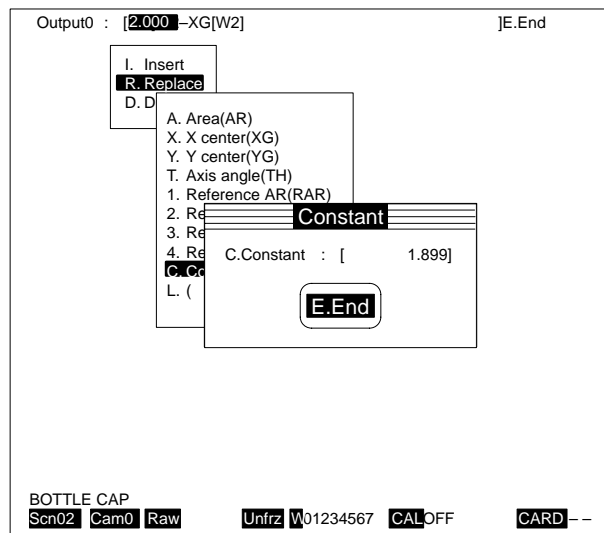 Output0 : [2.000 –XG[W2] ]E.End
I. Insert
R. Replace
D. D
A. Area(AR)
X. X center(XG)
Y. Y center(YG)
T. Axis angle(TH)
1. Reference AR(RAR)
2. Re
3. Re
4. Re
C. Co
L. (
Constant
C.Constant : [ 1.899]
E.End
BOTTLE CAP
Scn02 Cam0 Raw Unfrz W01234567 CALOFF CARD – –